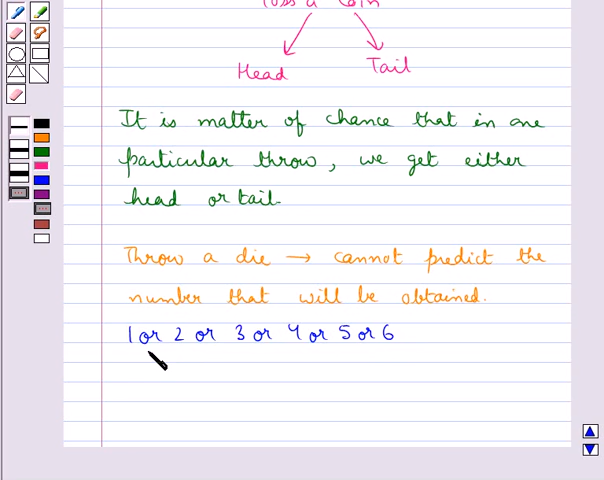 Toss a Coin
Head Tail
It is matter of chance that in one
particular throw, we get either
head or tail.
Throw a die → cannot predict the
number that will be obtained.
1 or 2 or 3 or 4 or 5 or 6